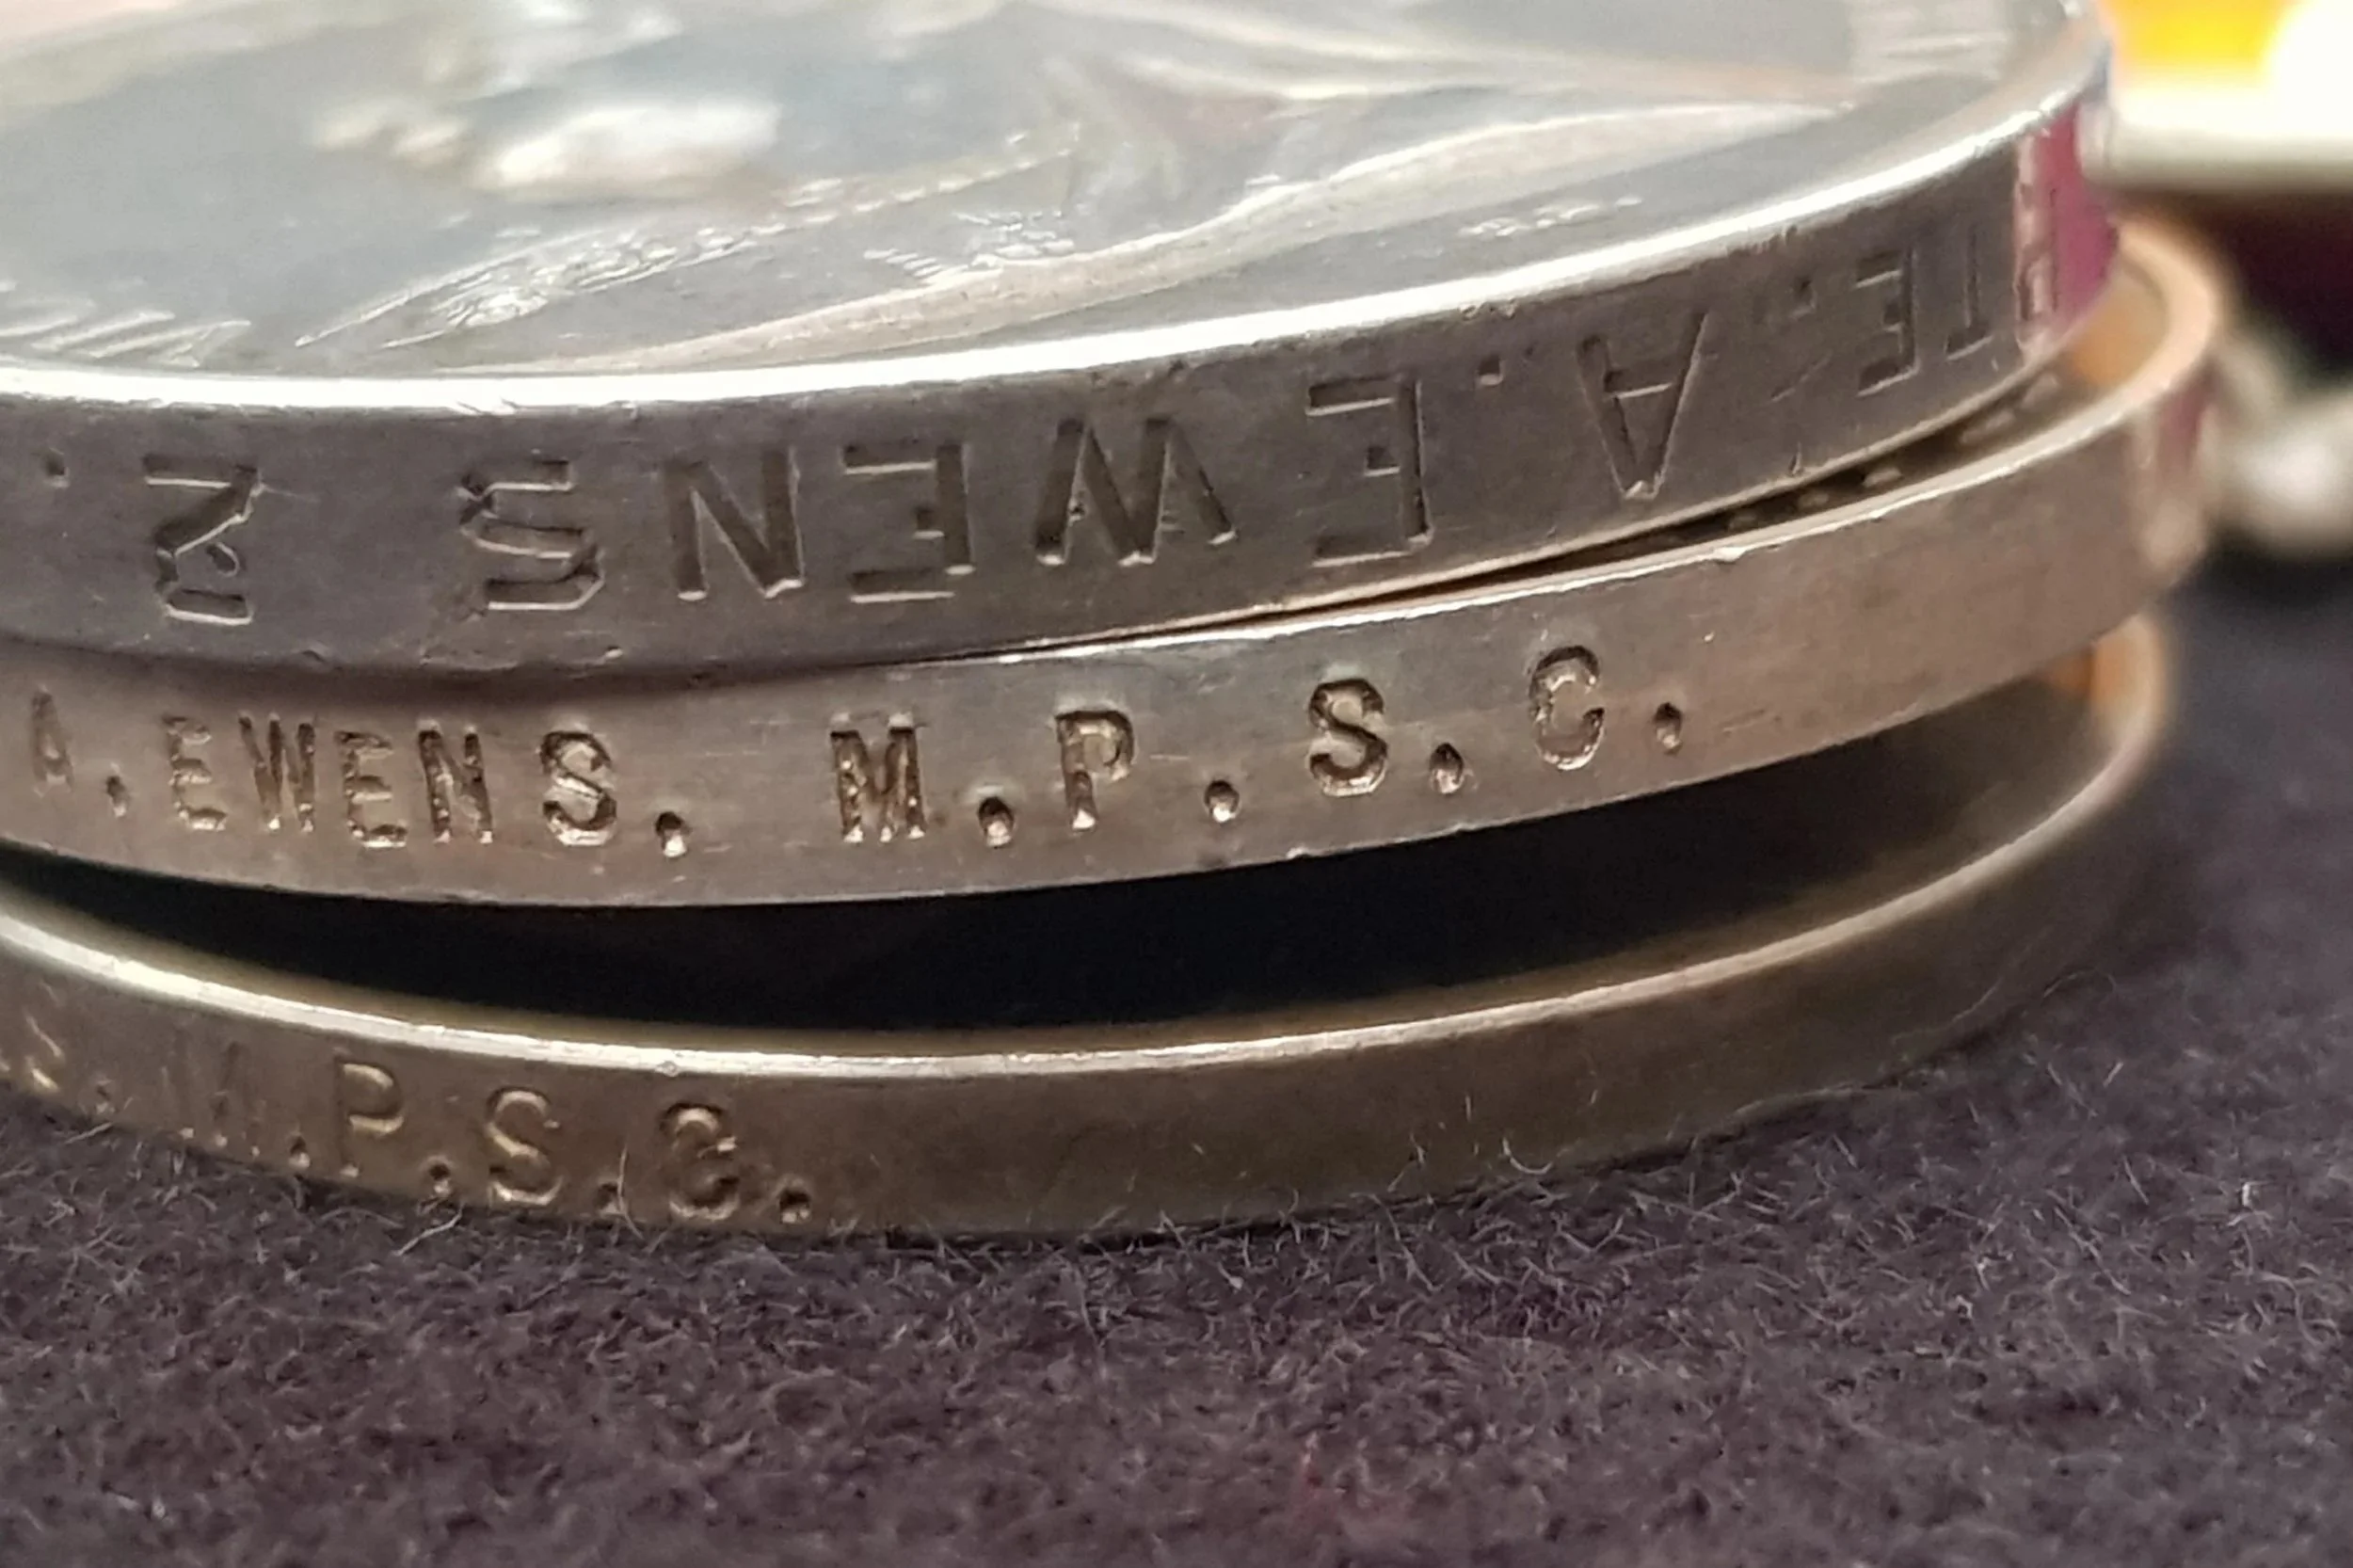 PTE. A. EWENS R.
A. EWENS. M.P.S.C.
S. M.P.S.C.